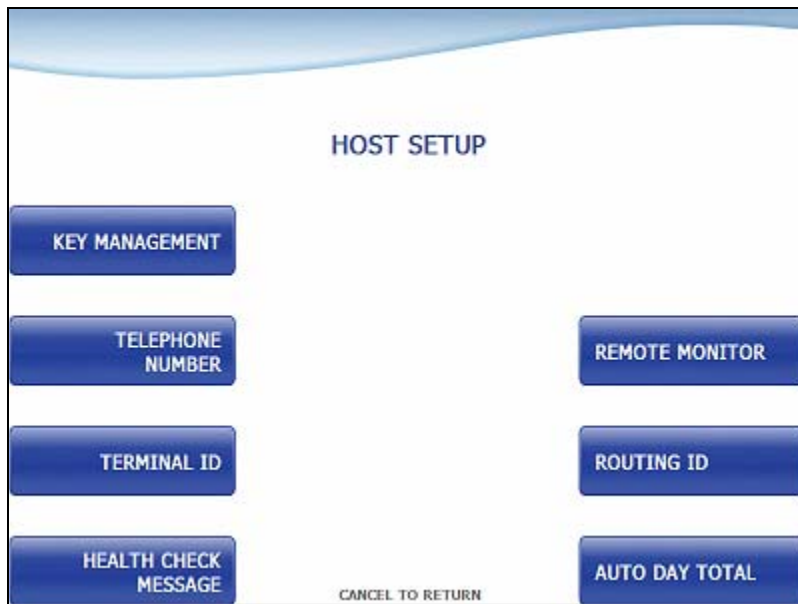 HOST SETUP
KEY MANAGEMENT
TELEPHONE
NUMBER
REMOTE MONITOR
TERMINAL ID
ROUTING ID
HEALTH CHECK
MESSAGE
AUTO DAY TOTAL
CANCEL TO RETURN